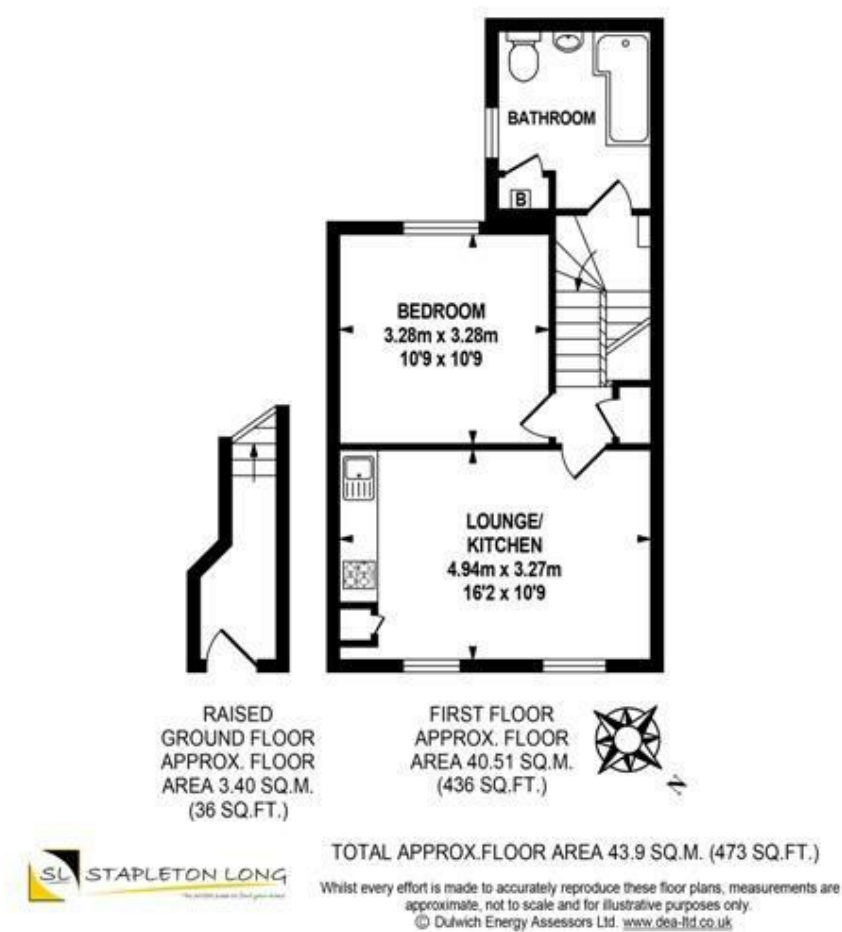 BATHROOM
B
BEDROOM
3.28m x 3.28m
10'9 x 10'9
LOUNGE/
KITCHEN
4.94m x 3.27m
16'2 x 10'9
RAISED
GROUND FLOOR
APPROX. FLOOR
AREA 3.40 SQ.M.
(36 SQ.FT.)
FIRST FLOOR
APPROX. FLOOR
AREA 40.51 SQ.M.
(436 SQ.FT.)
N
SL STAPLETON LONG
TOTAL APPROX.FLOOR AREA 43.9 SQ.M. (473 SQ.FT.)
Whilst every effort is made to accurately reproduce these floor plans, measurements are
approximate, not to scale and for illustrative purposes only.
© Dulwich Energy Assessors Ltd. www.dea-ltd.co.uk